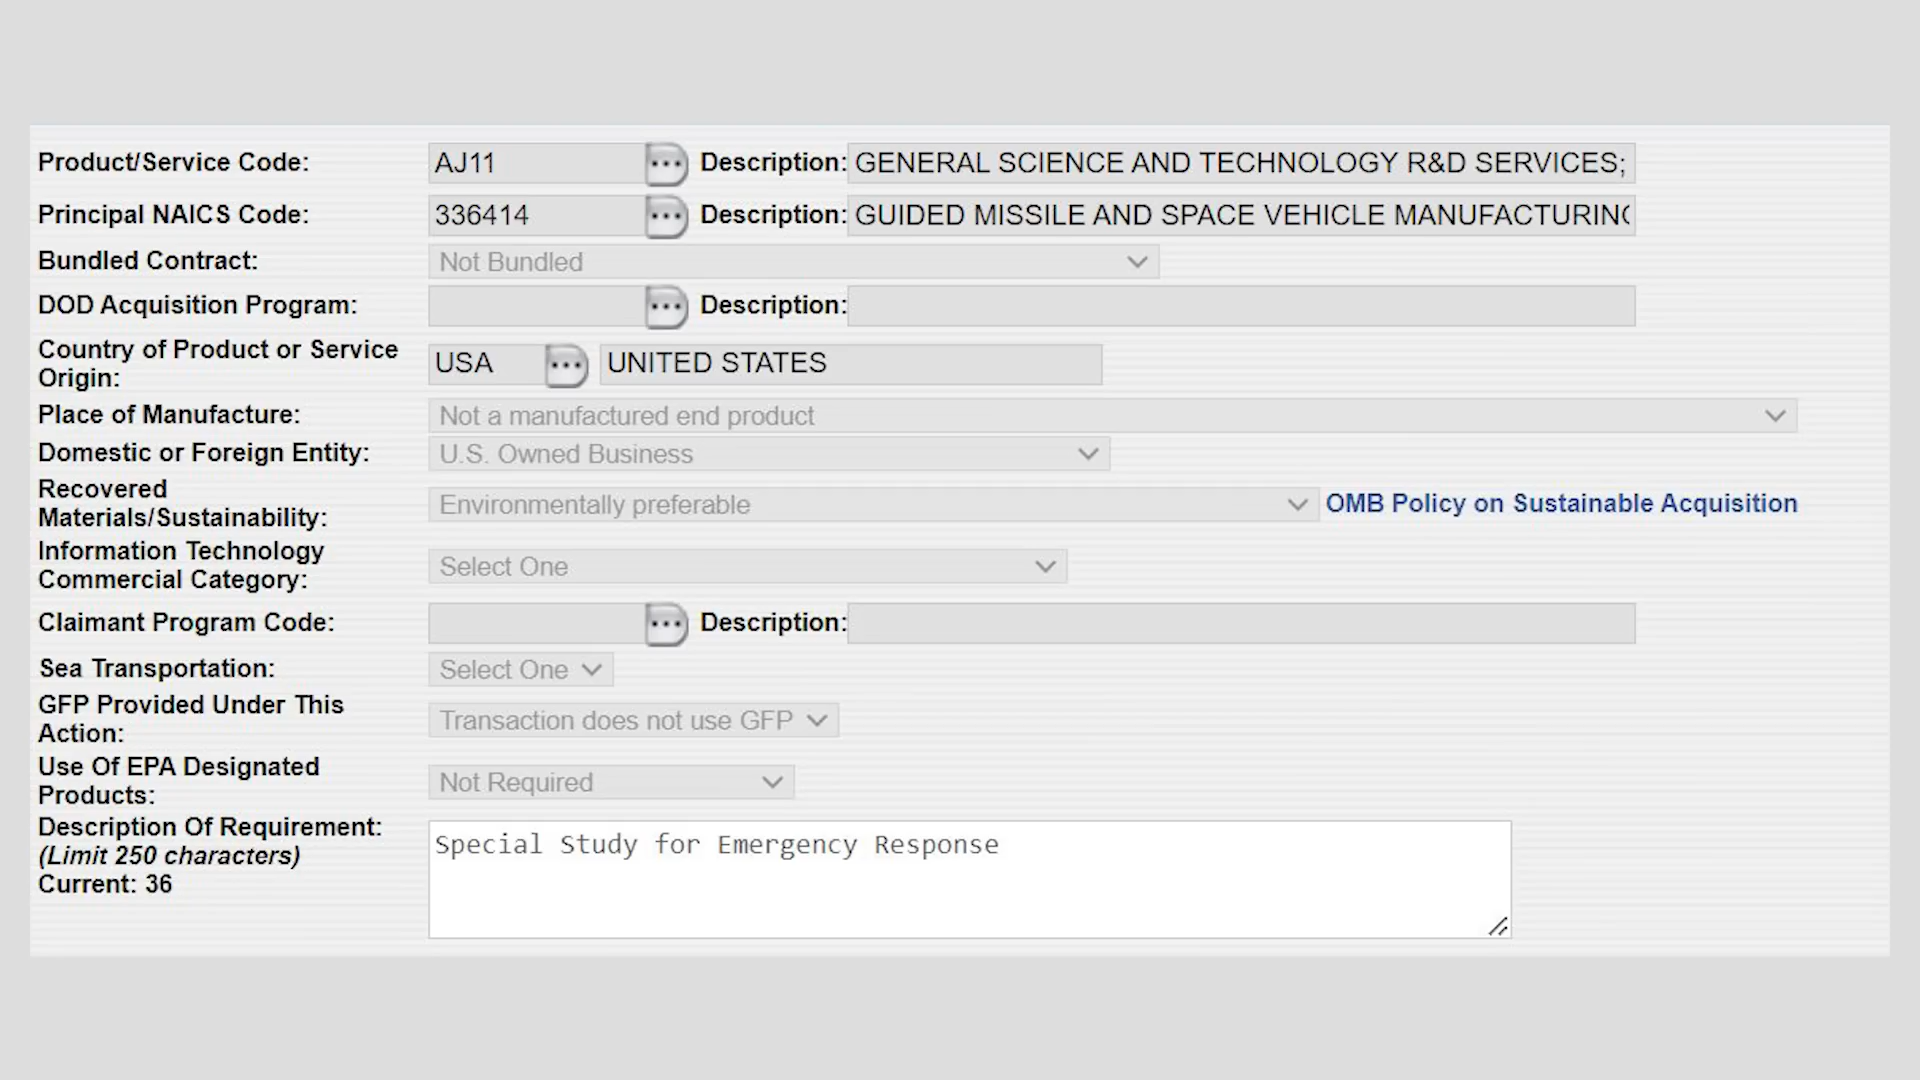 Product/Service Code: AJ11 Description: GENERAL SCIENCE AND TECHNOLOGY R&D SERVICES;
Principal NAICS Code: 336414 Description: GUIDED MISSILE AND SPACE VEHICLE MANUFACTURING
Bundled Contract: Not Bundled
DOD Acquisition Program: Description:
Country of Product or Service
Origin: USA UNITED STATES
Place of Manufacture: Not a manufactured end product
Domestic or Foreign Entity: U.S. Owned Business
Recovered
Materials/Sustainability: Environmentally preferable OMB Policy on Sustainable Acquisition
Information Technology
Commercial Category: Select One
Claimant Program Code: Description:
Sea Transportation: Select One
GFP Provided Under This
Action: Transaction does not use GFP
Use Of EPA Designated
Products: Not Required
Description Of Requirement: Special Study for Emergency Response
(Limit 250 characters)
Current: 36